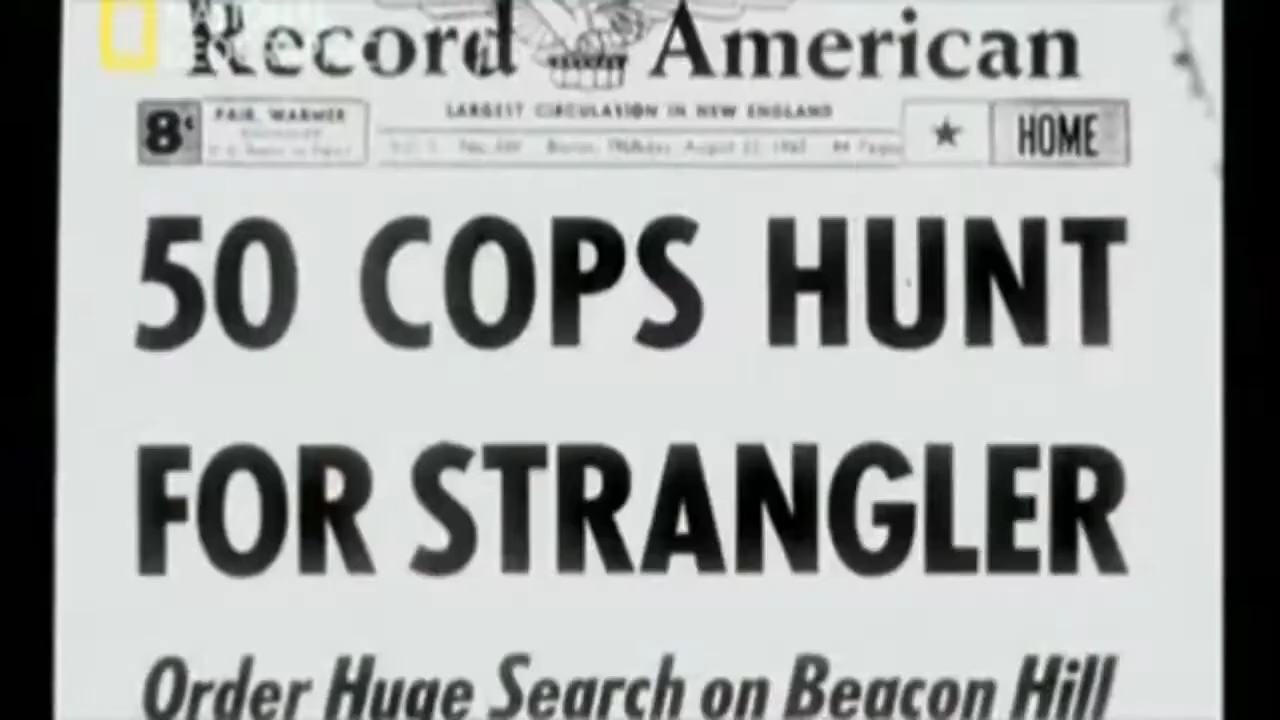 Record American
8¢
FAIR, WARMER
LARGEST CIRCULATION IN NEW ENGLAND
HOME
50 COPS HUNT
FOR STRANGLER
Order Huge Search on Beacon Hill